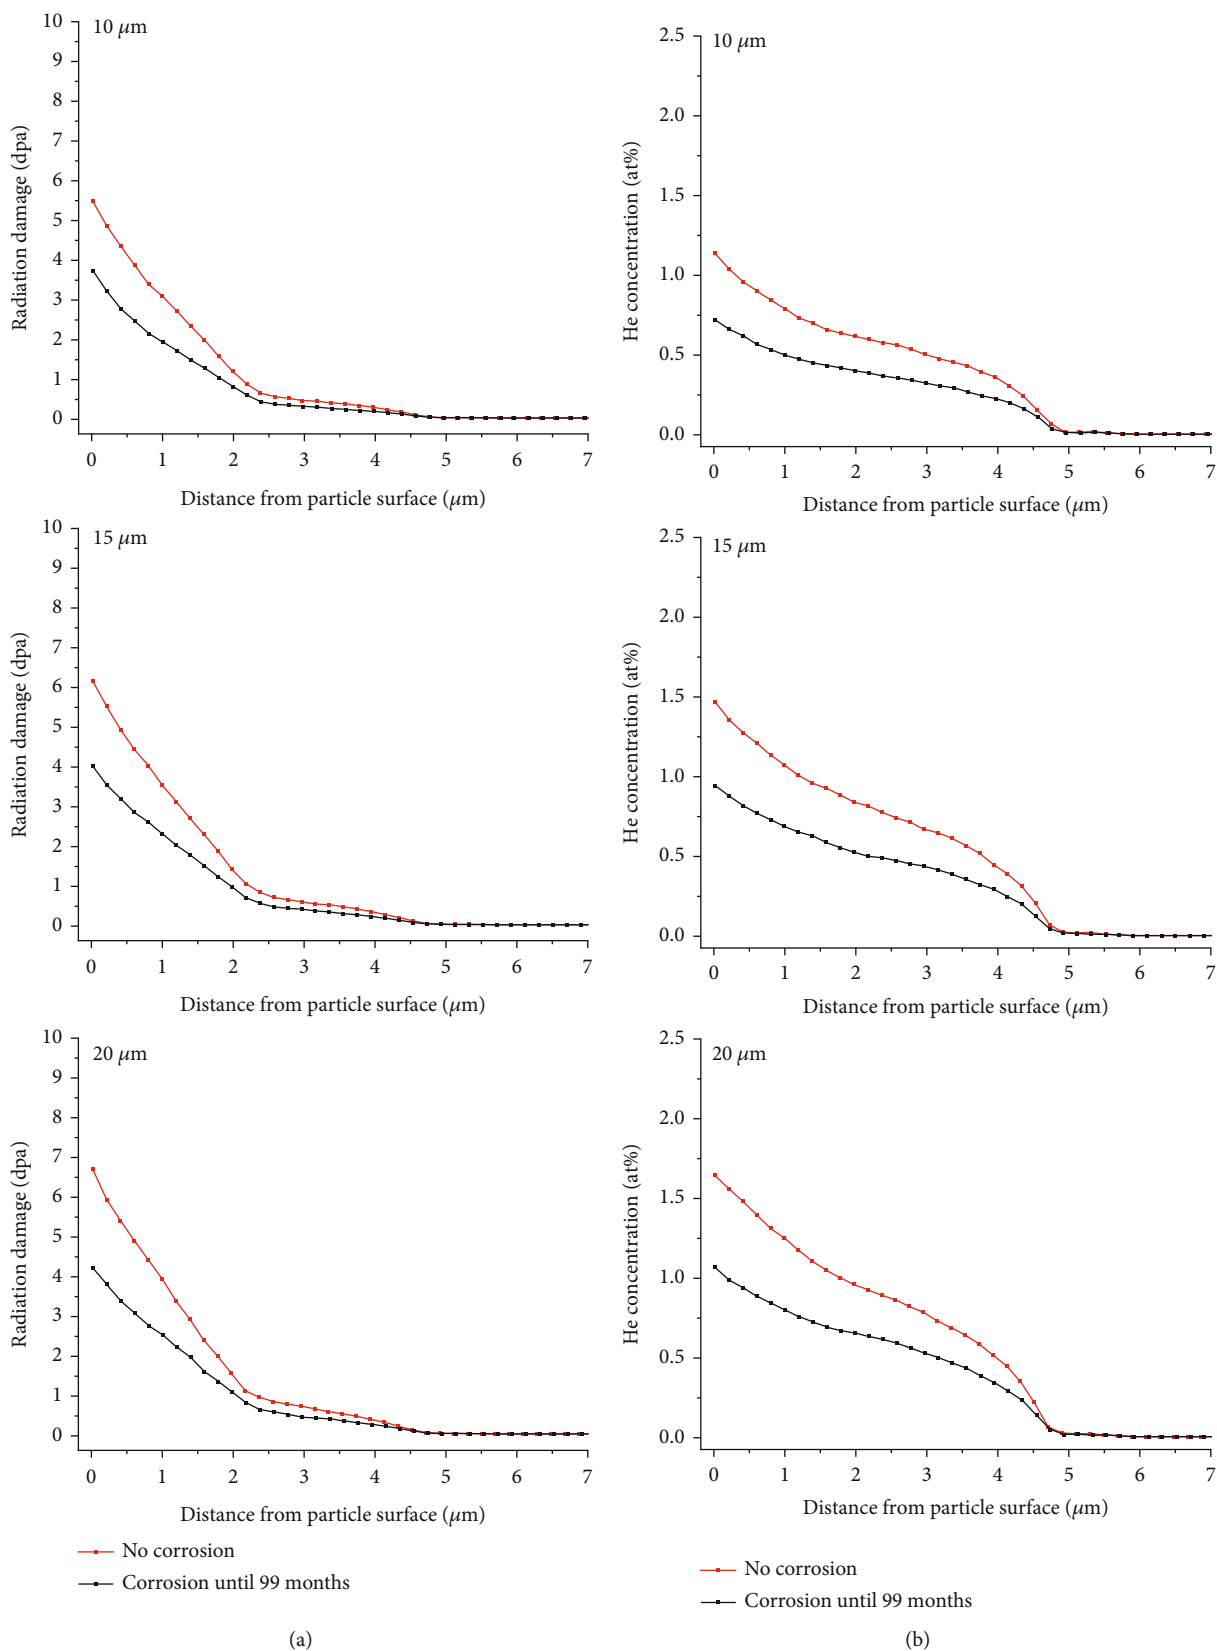 10 μm
10
9
8
7
6
5
4
3
2
1
0
Radiation damage (dpa)
0 1 2 3 4 5 6 7
Distance from particle surface (μm)
10 μm
2.5
2.0
1.5
1.0
0.5
0.0
He concentration (at%)
0 1 2 3 4 5 6 7
Distance from particle surface (μm)
15 μm
10
9
8
7
6
5
4
3
2
1
0
Radiation damage (dpa)
0 1 2 3 4 5 6 7
Distance from particle surface (μm)
15 μm
2.5
2.0
1.5
1.0
0.5
0.0
He concentration (at%)
0 1 2 3 4 5 6 7
Distance from particle surface (μm)
20 μm
10
9
8
7
6
5
4
3
2
1
0
Radiation damage (dpa)
0 1 2 3 4 5 6 7
Distance from particle surface (μm)
20 μm
2.5
2.0
1.5
1.0
0.5
0.0
He concentration (at%)
0 1 2 3 4 5 6 7
Distance from particle surface (μm)
No corrosion
Corrosion until 99 months
(a)
No corrosion
Corrosion until 99 months
(b)